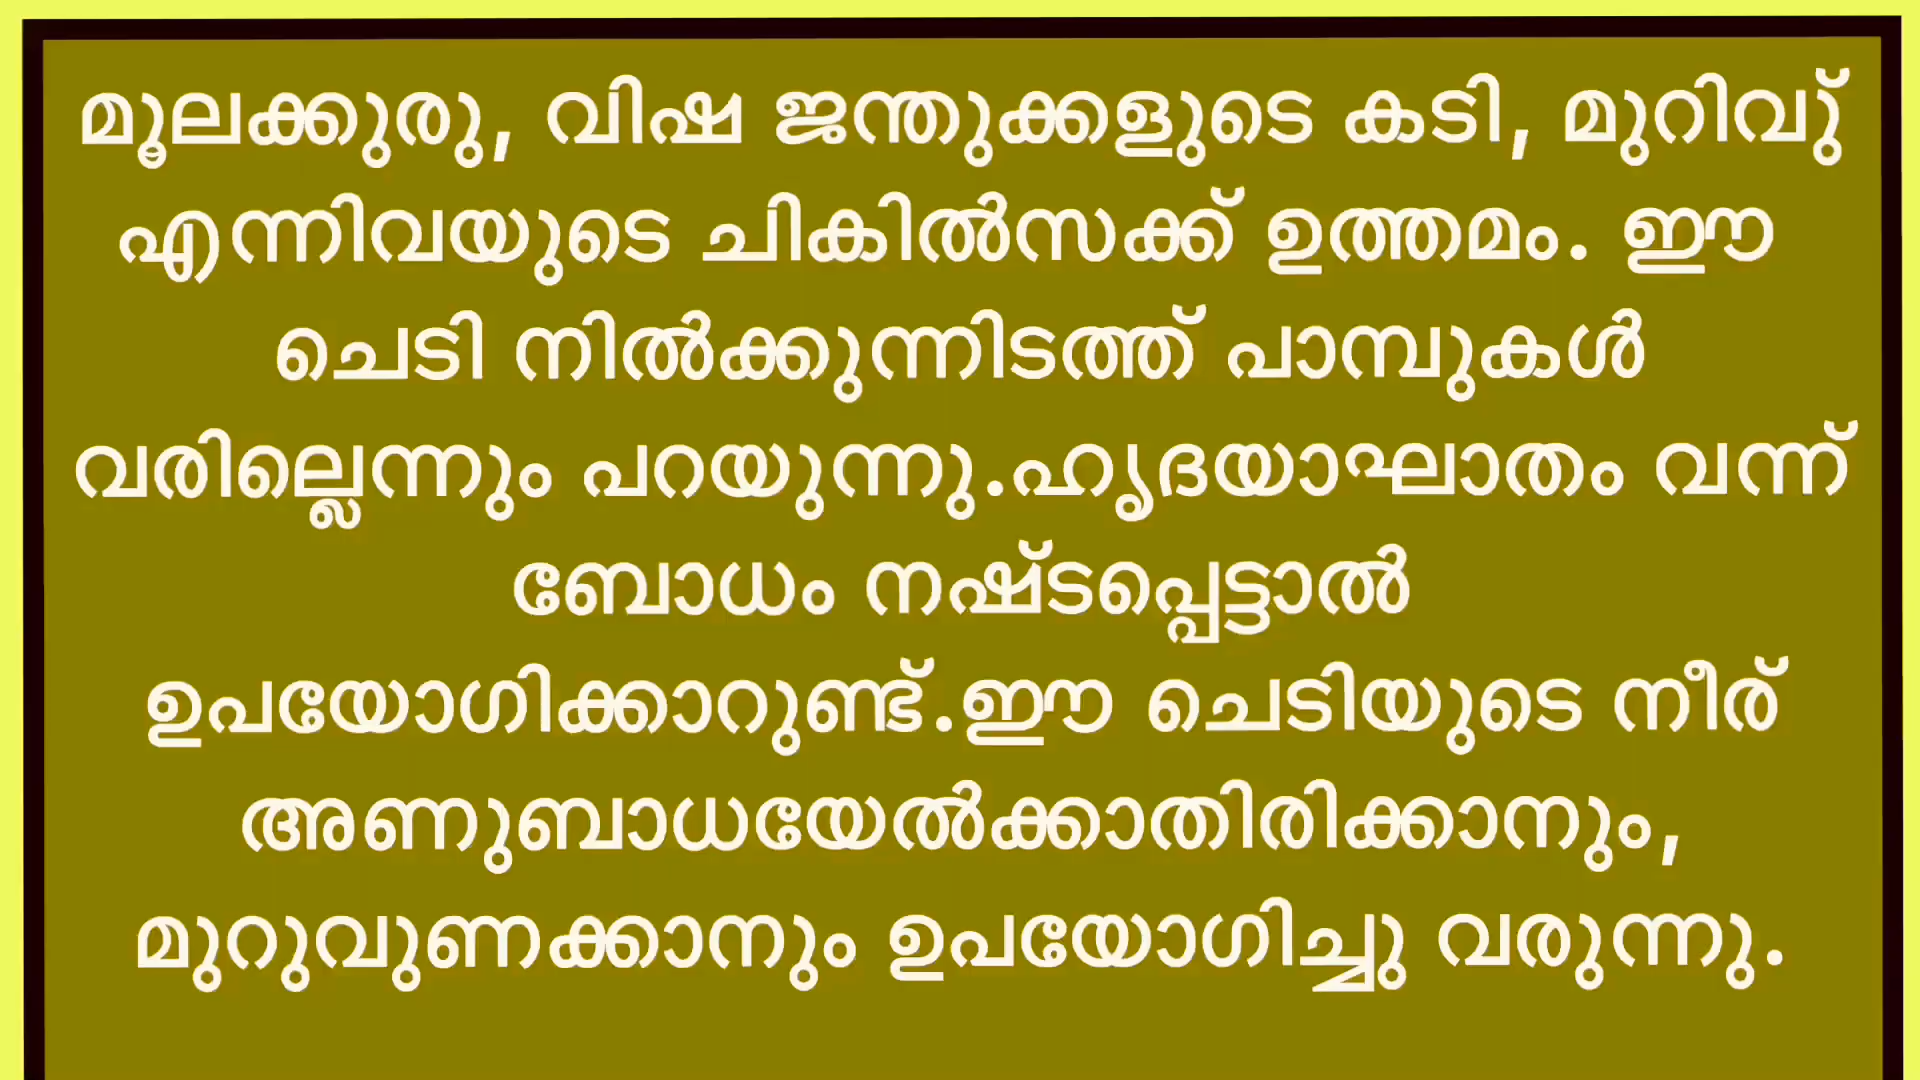 മൂലക്കുരു, വിഷ ജന്തുക്കളുടെ കടി, മുറിവു്
എന്നിവയുടെ ചികിൽസക്ക് ഉത്തമം. ഈ
ചെടി നിൽക്കുന്നിടത്ത് പാമ്പുകൾ
വരില്ലെന്നും പറയുന്നു.ഹൃദയാഘാതം വന്ന്
ബോധം നഷ്ടപ്പെട്ടാൽ
ഉപയോഗിക്കാറുണ്ട്.ഈ ചെടിയുടെ നീര്
അണുബാധയേൽക്കാതിരിക്കാനും,
മുറുവുണക്കാനും ഉപയോഗിച്ചു വരുന്നു.